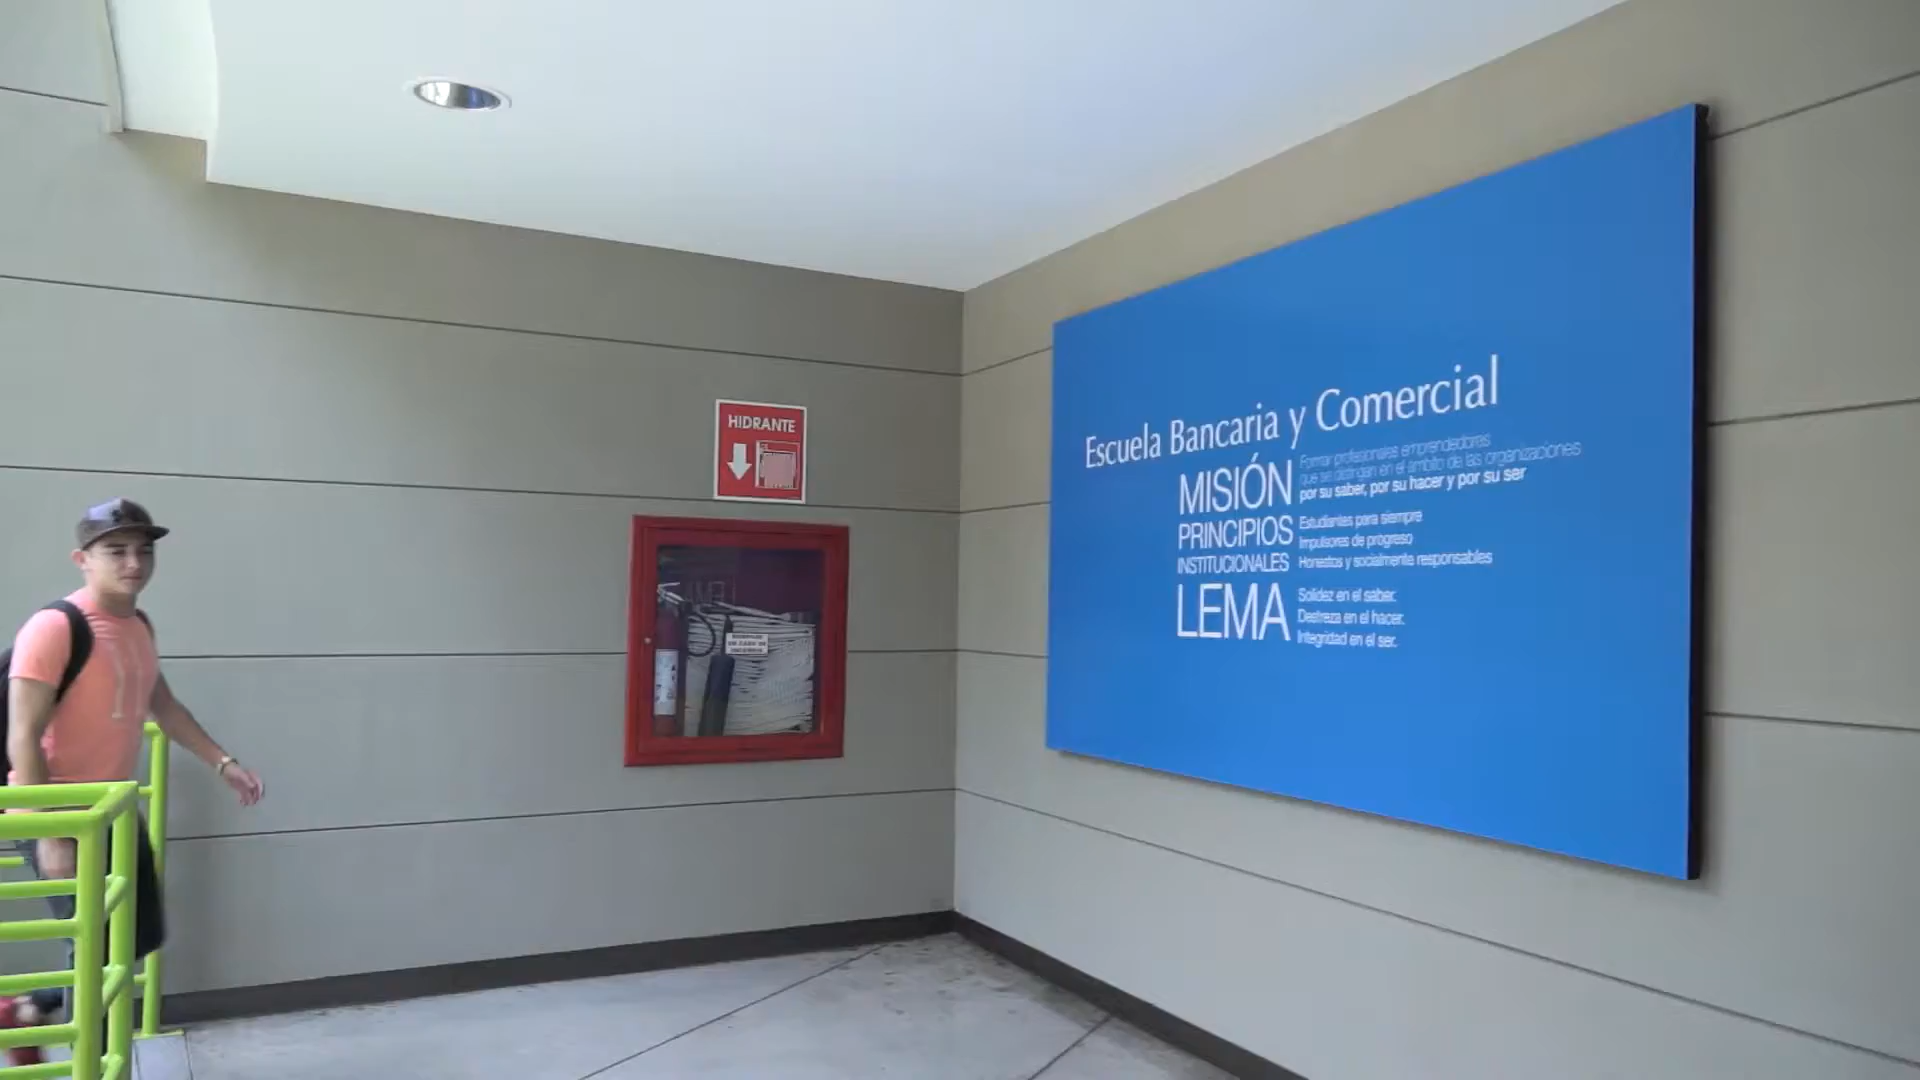 HIDRANTE
Escuela Bancaria y Comercial
MISIÓN
Formar profesionales emprendedores
que se distingan en el ámbito de las organizaciones
por su saber, por su hacer y por su ser
PRINCIPIOS
INSTITUCIONALES
Estudiantes para siempre
Impulsores de progreso
Honestos y socialmente responsables
LEMA
Solidez en el saber.
Destreza en el hacer.
Integridad en el ser.